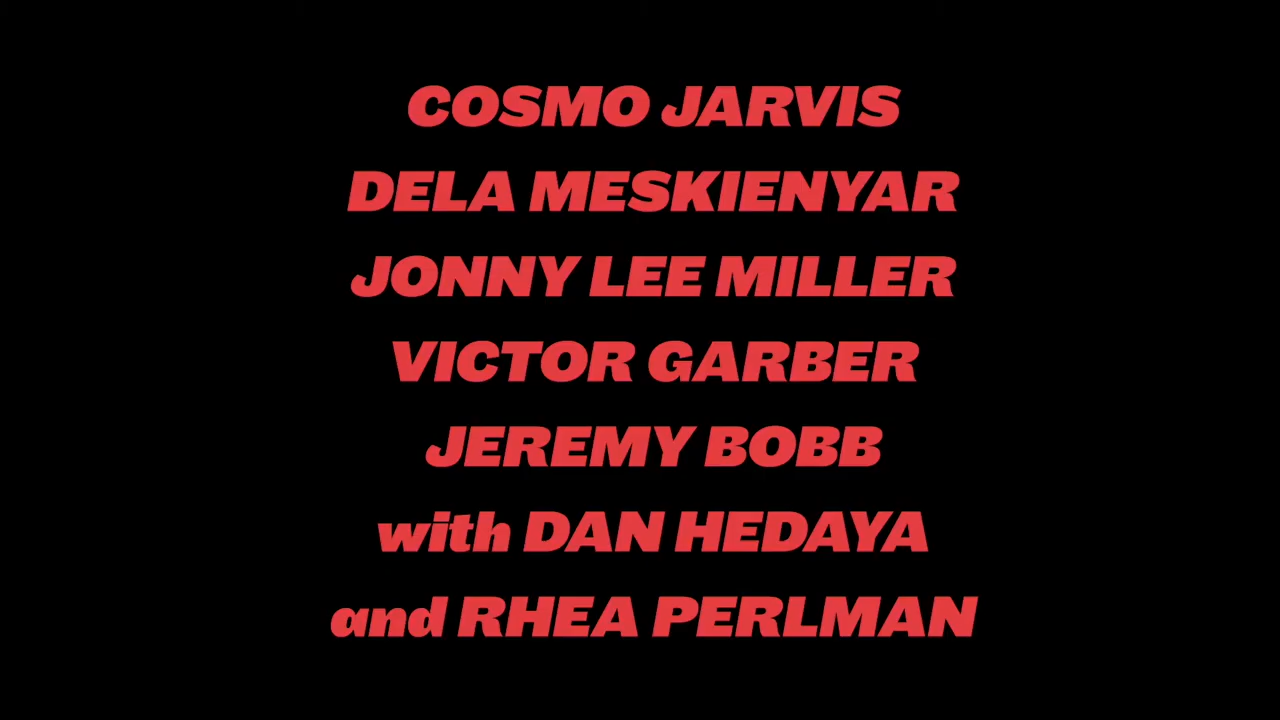 COSMO JARVIS
DELA MESKIENYAR
JONNY LEE MILLER
VICTOR GARBER
JEREMY BOBB
with DAN HEDAYA
and RHEA PERLMAN